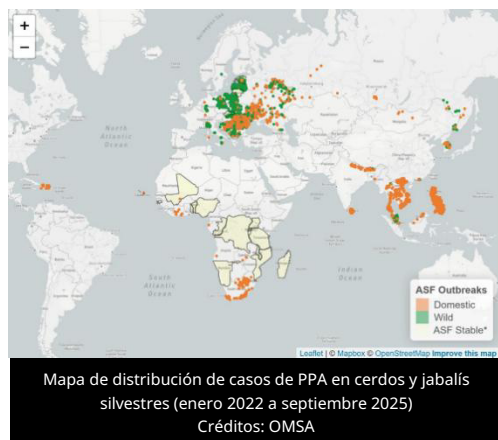 +
−
North
Atlantic
Ocean
South
Atlantic
Ocean
Indian
Ocean
ASF Outbreaks
Domestic
Wild
ASF Stable*
Leaflet | © Mapbox © OpenStreetMap Improve this map
Mapa de distribución de casos de PPA en cerdos y jabalís
silvestres (enero 2022 a septiembre 2025)
Créditos: OMSA